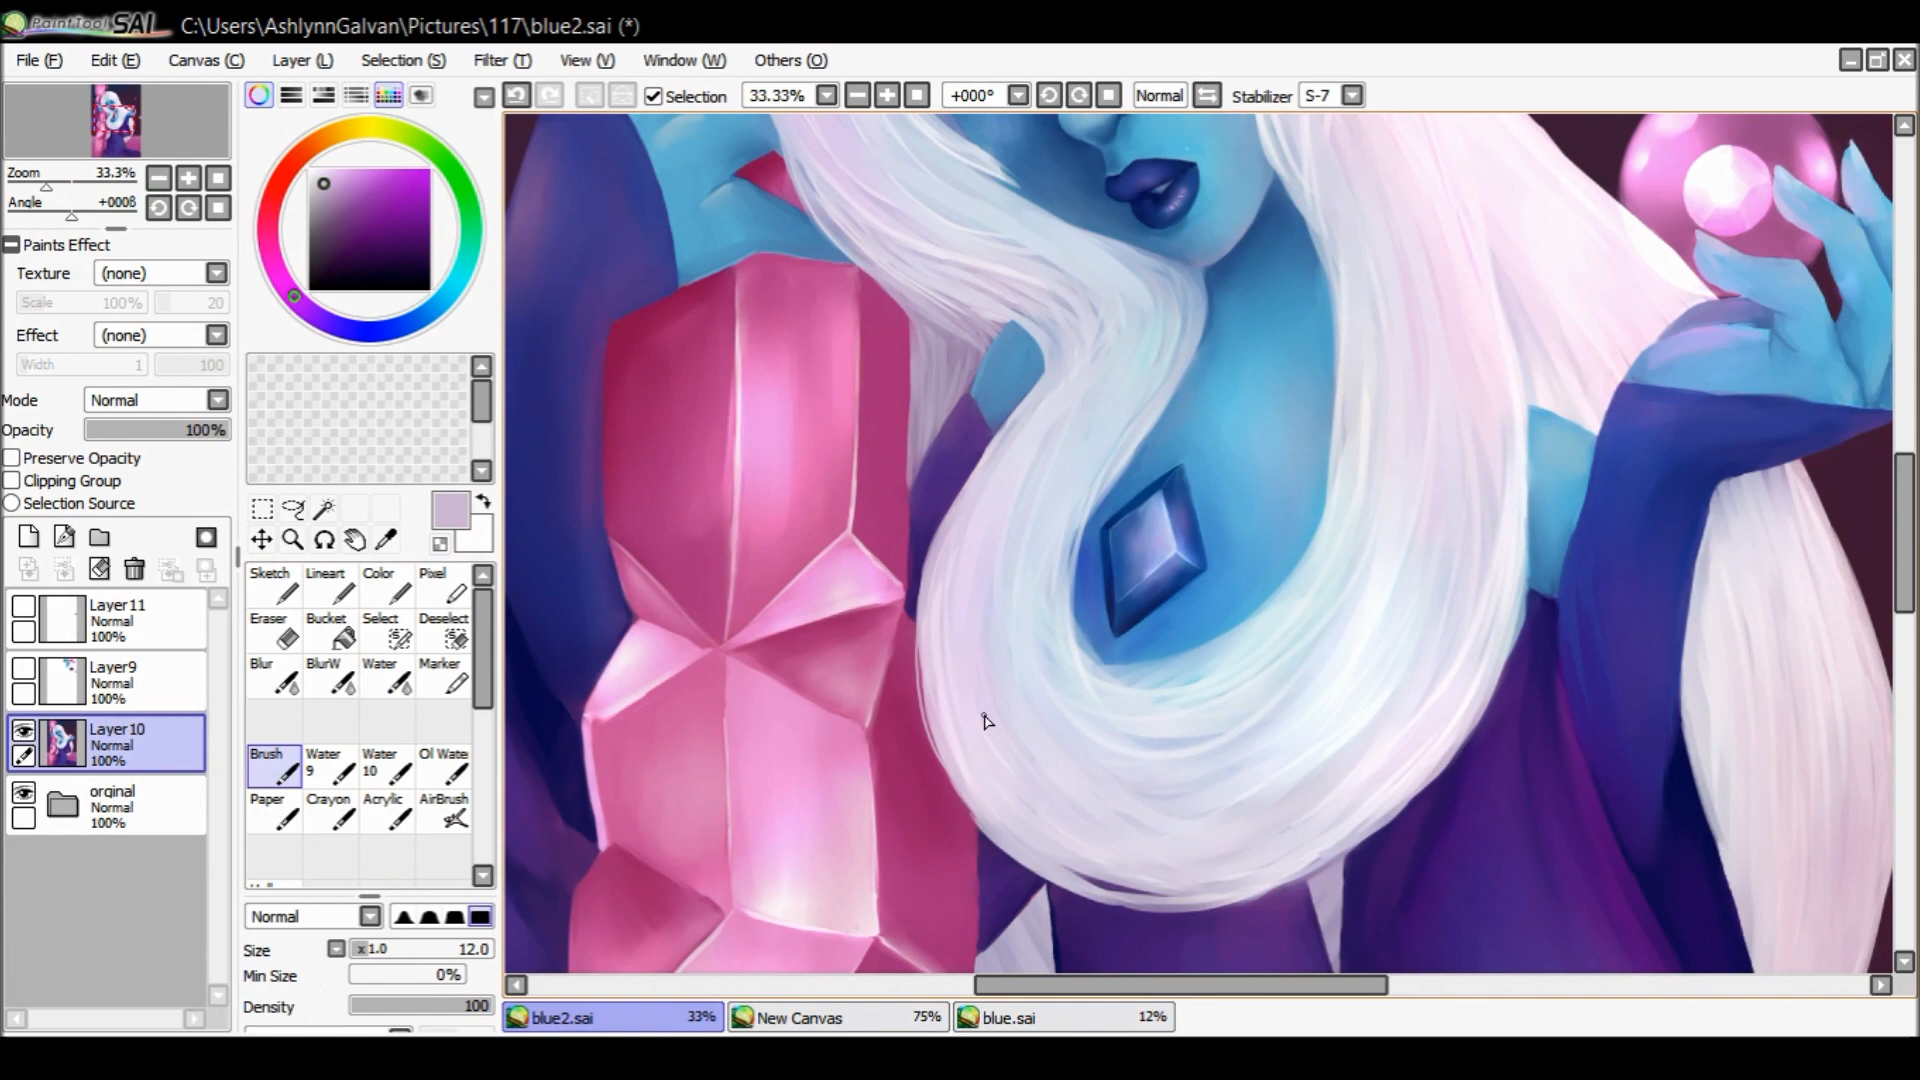 PaintTool SAI C:\Users\AshlynnGalvan\Pictures\117\blue2.sai (*)
File (F) Edit (E) Canvas (C) Layer (L) Selection (S) Filter (T) View (V) Window (W) Others (O)
Selection 33.33% +000° Normal Stabilizer S-7
Zoom 33.3%
Angle +000ß
Paints Effect
Texture (none)
Scale 100% 20
Effect (none)
Width 1 100
Mode Normal
Opacity 100%
Preserve Opacity
Clipping Group
Selection Source
Layer11
Normal
100%
Layer9
Normal
100%
Layer10
Normal
100%
orginal
Normal
100%
Sketch Lineart Color Pixel
Eraser Bucket Select Deselect
Blur BlurW Water Marker
Brush Water 9 Water 10 Ol Wate
Paper Crayon Acrylic AirBrush
Normal
Size x1.0 12.0
Min Size 0%
Density 100
blue2.sai 33% New Canvas 75% blue.sai 12%